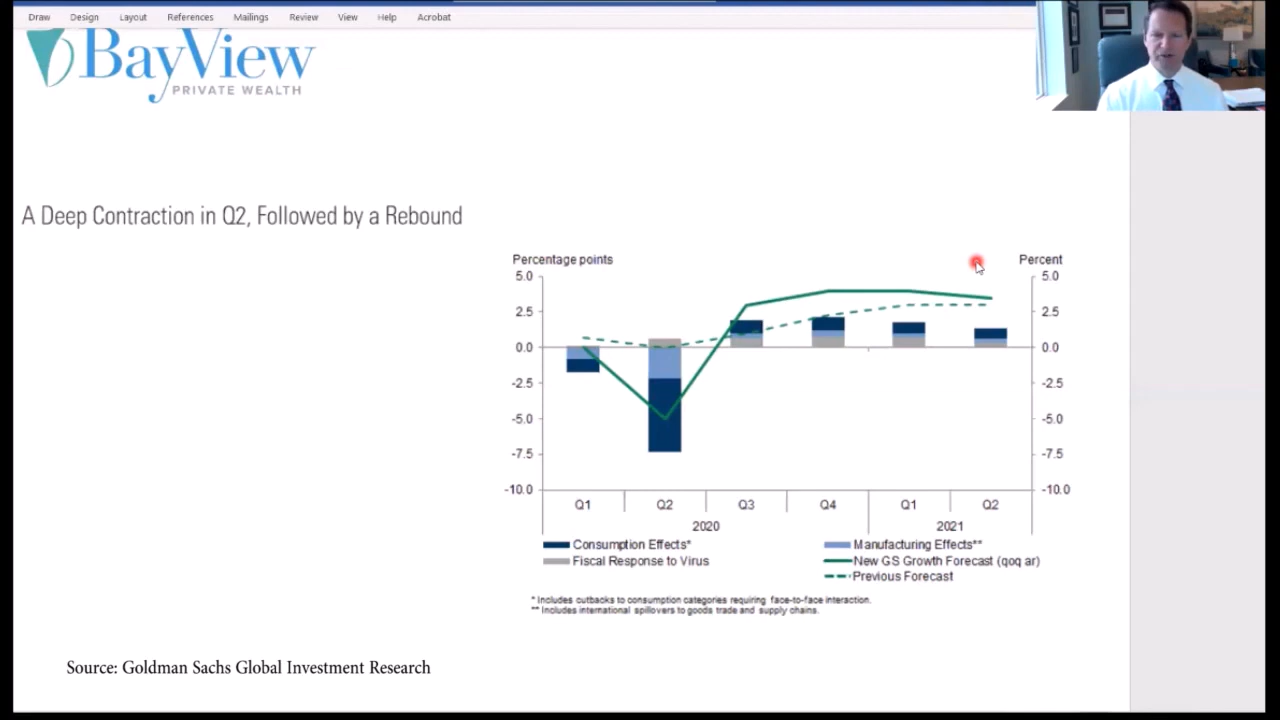 Draw Design Layout References Mailings Review View Help Acrobat
BayView
PRIVATE WEALTH
A Deep Contraction in Q2, Followed by a Rebound
Percentage points Percent
5.0 5.0
2.5 2.5
0.0 0.0
-2.5 -2.5
-5.0 -5.0
-7.5 -7.5
-10.0 -10.0
Q1 Q2 Q3 Q4 Q1 Q2
2020 2021
Consumption Effects* Manufacturing Effects**
Fiscal Response to Virus New GS Growth Forecast (qoq ar)
Previous Forecast
* Includes cutbacks to consumption categories requiring face-to-face interaction.
** Includes international spillovers to goods trade and supply chains.
Source: Goldman Sachs Global Investment Research